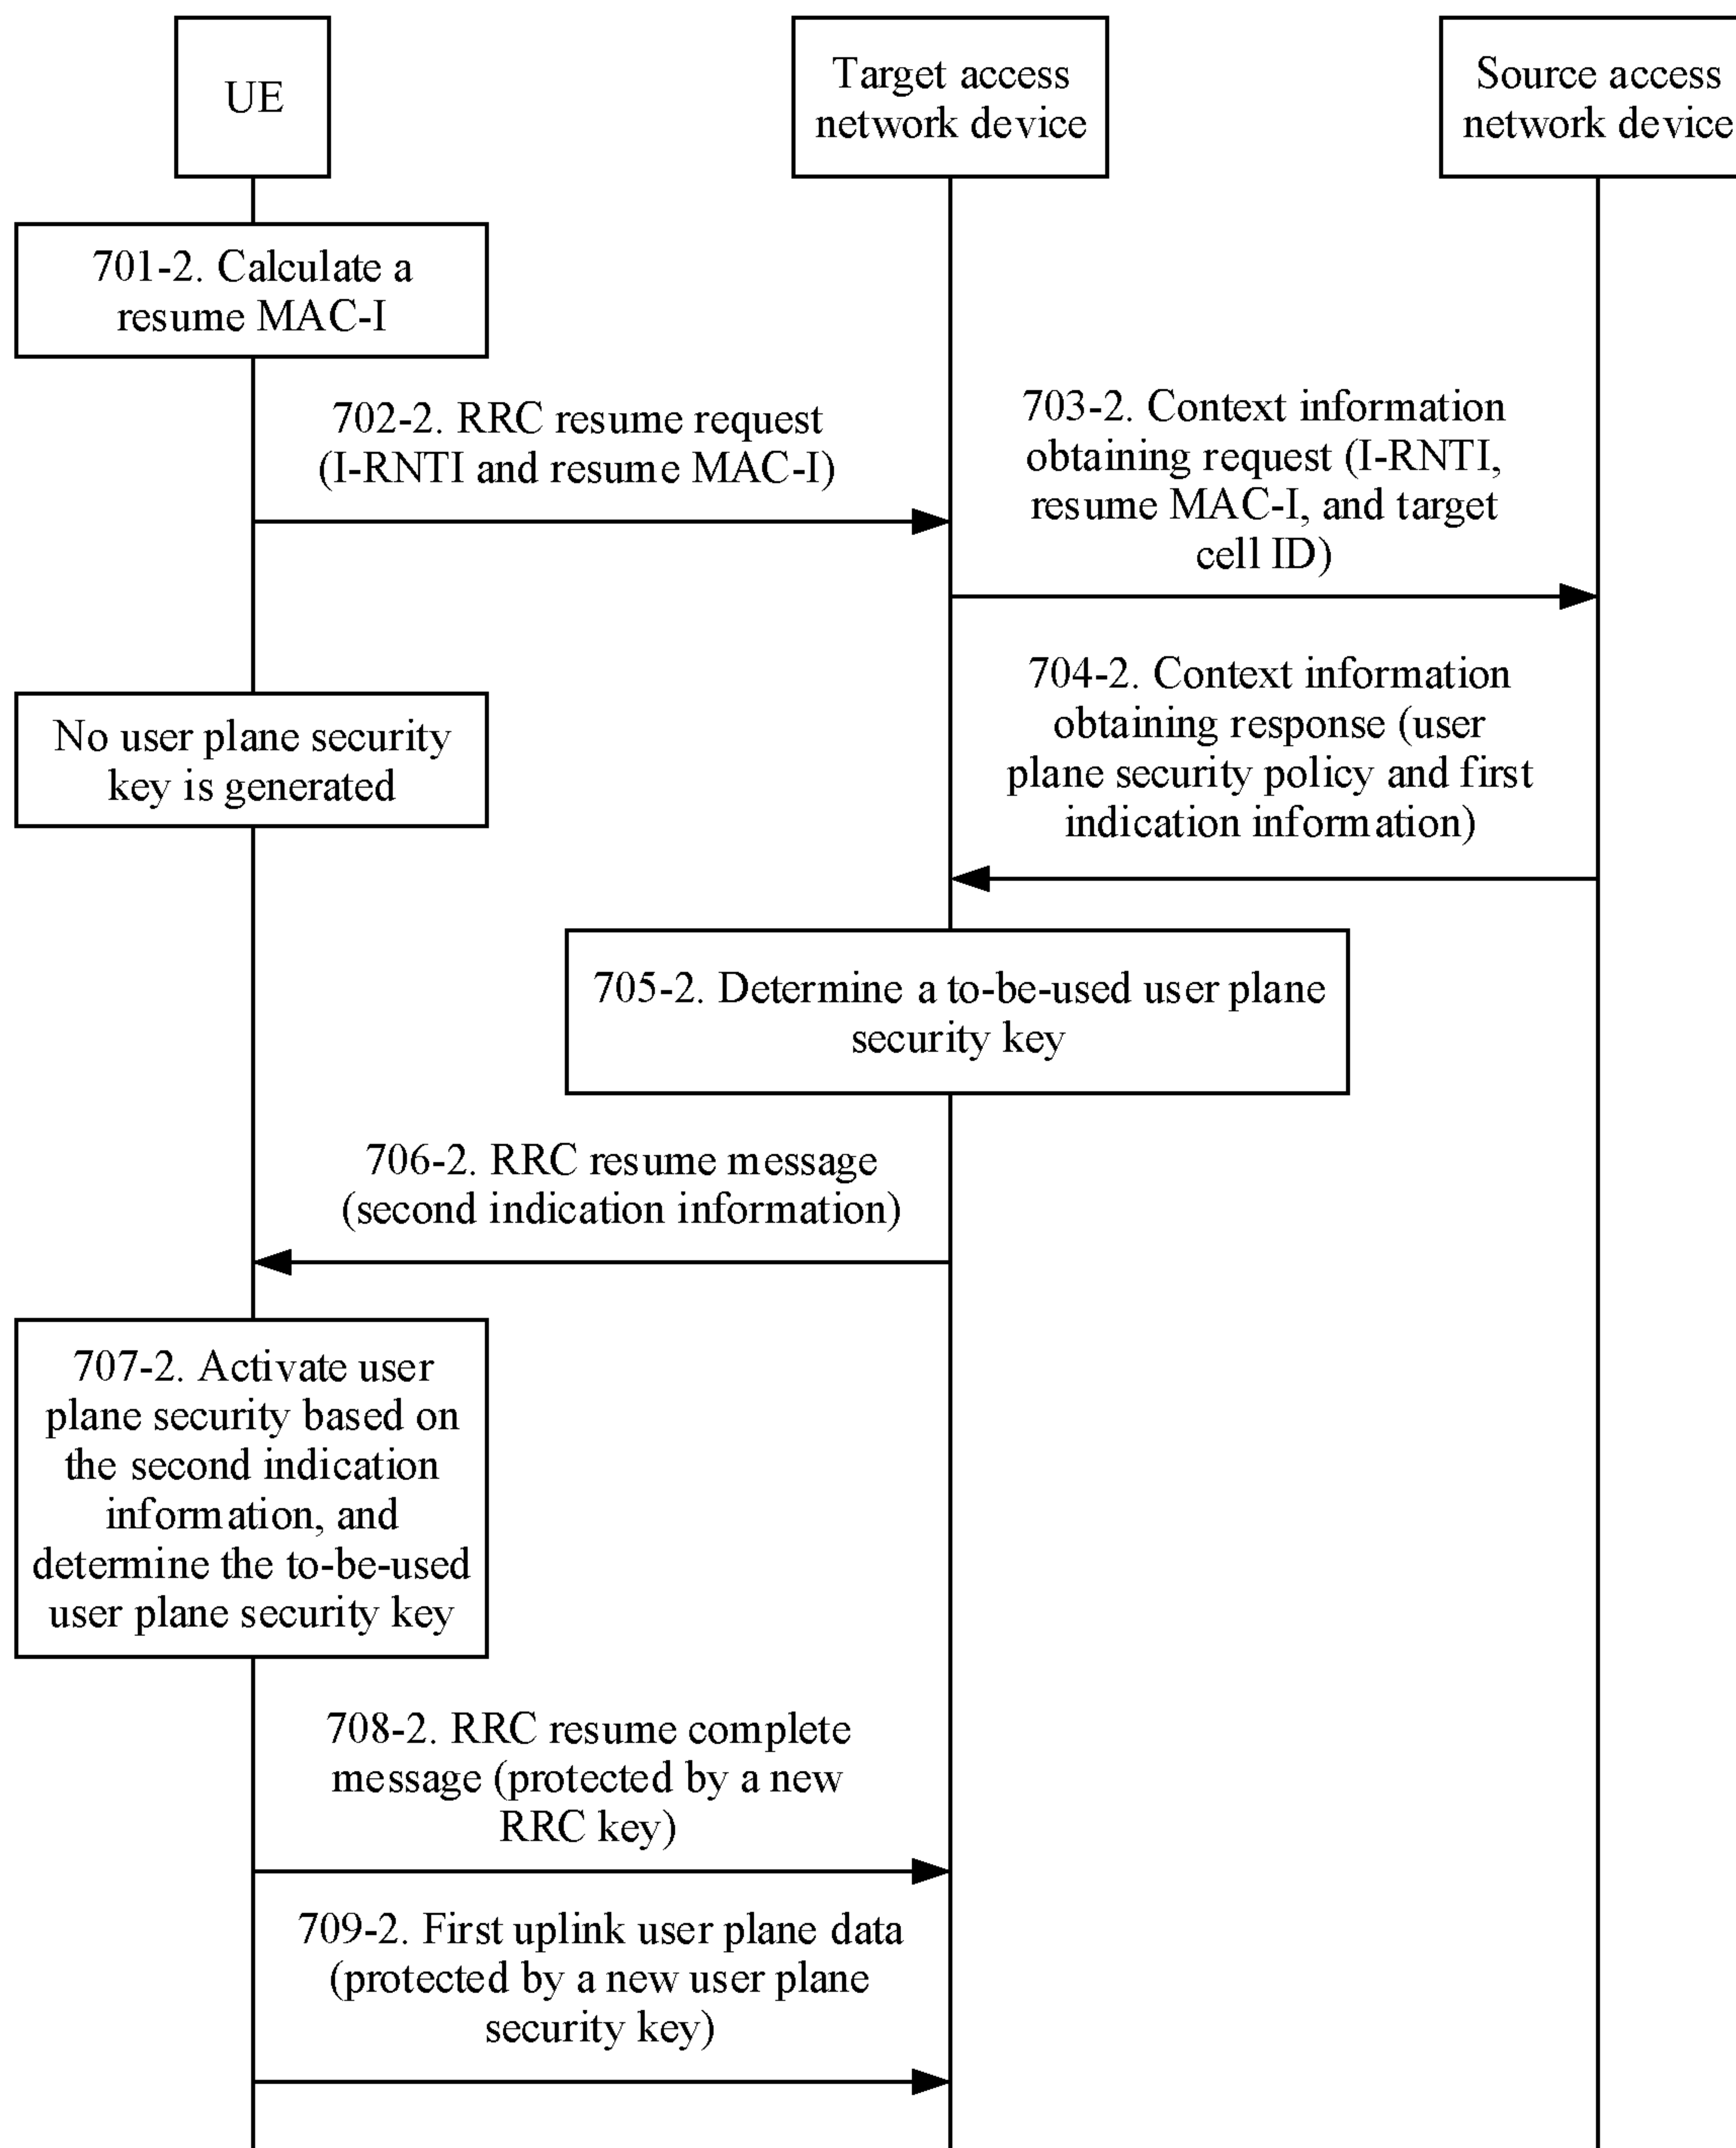 UE
Target access
network device
Source access
network device
701-2. Calculate a
resume MAC-I
702-2. RRC resume request
(I-RNTI and resume MAC-I)
703-2. Context information
obtaining request (I-RNTI,
resume MAC-I, and target
cell ID)
No user plane security
key is generated
704-2. Context information
obtaining response (user
plane security policy and first
indication information)
705-2. Determine a to-be-used user plane
security key
706-2. RRC resume message
(second indication information)
707-2. Activate user
plane security based on
the second indication
information, and
determine the to-be-used
user plane security key
708-2. RRC resume complete
message (protected by a new
RRC key)
709-2. First uplink user plane data
(protected by a new user plane
security key)